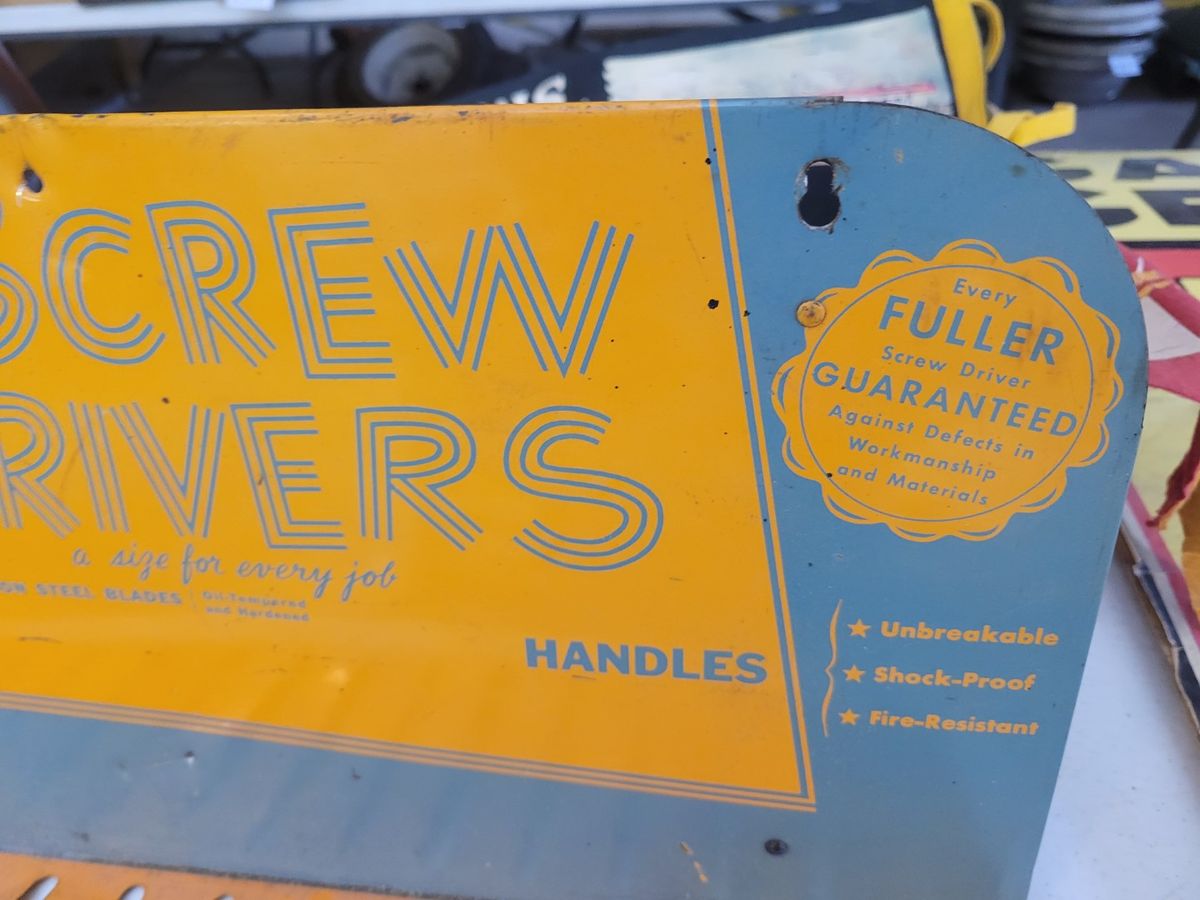 SCREW
DRIVERS
a size for every job
STEEL BLADES
Oil-Tempered
and Hardened
HANDLES
Every
FULLER
Screw Driver
GUARANTEED
Against Defects in
Workmanship
and Materials
★ Unbreakable
★ Shock-Proof
★ Fire-Resistant